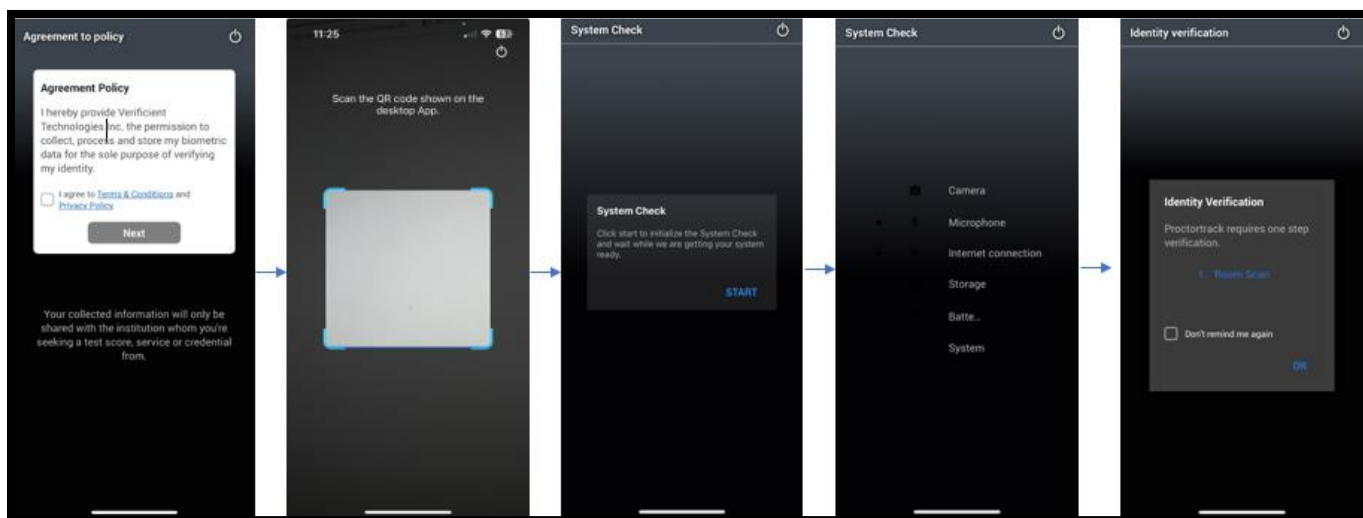 Agreement to policy
Agreement Policy
I hereby provide Verificient
Technologies Inc. the permission to
collect, process and store my biometric
data for the sole purpose of verifying
my identity.
I agree to Terms & Conditions and
Privacy Policy
Next
Your collected information will only be
shared with the institution whom you're
seeking a test score, service or credential
from.
11:25
Scan the QR code shown on the
desktop App.
System Check
System Check
Click start to initialize the System Check
and wait while we are getting your system
ready.
START
System Check
Camera
Microphone
Internet connection
Storage
Batte...
System
Identity verification
Identity Verification
Proctortrack requires one step
verification.
1. Room Scan
Don't remind me again
OK